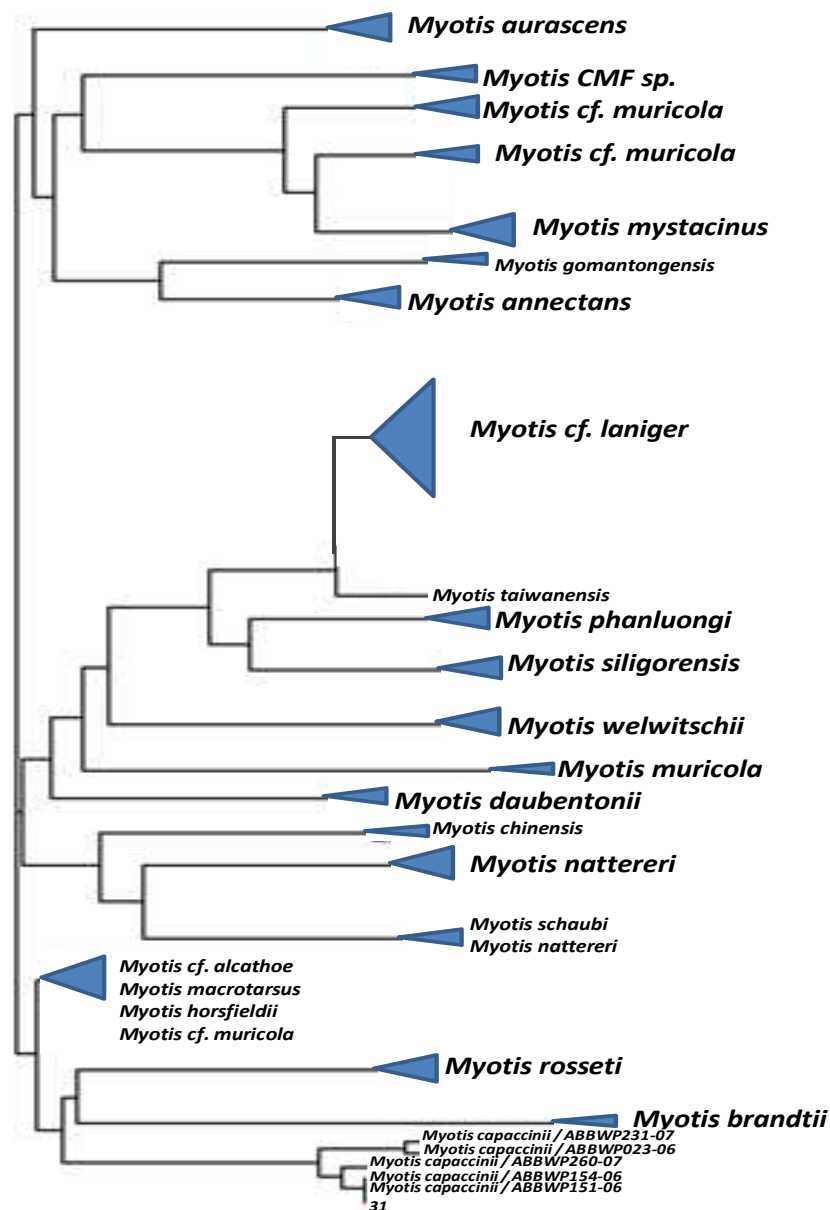 Myotis aurascens
Myotis CMF sp.
Myotis cf. muricola
Myotis cf. muricola
Myotis mystacinus
Myotis gomantongensis
Myotis annectans
Myotis cf. laniger
Myotis taiwanensis
Myotis phanluongi
Myotis siligorensis
Myotis welwitschii
Myotis muricola
Myotis daubentonii
Myotis chinensis
Myotis nattereri
Myotis schaubi
Myotis nattereri
Myotis cf. alcathoe
Myotis macrotarsus
Myotis horsfieldii
Myotis cf. muricola
Myotis rosseti
Myotis brandtii
Myotis capaccinii / ABBWP231-07
Myotis capaccinii / ABBWP023-06
Myotis capaccinii / ABBWP260-07
Myotis capaccinii / ABBWP154-06
Myotis capaccinii / ABBWP151-06
31